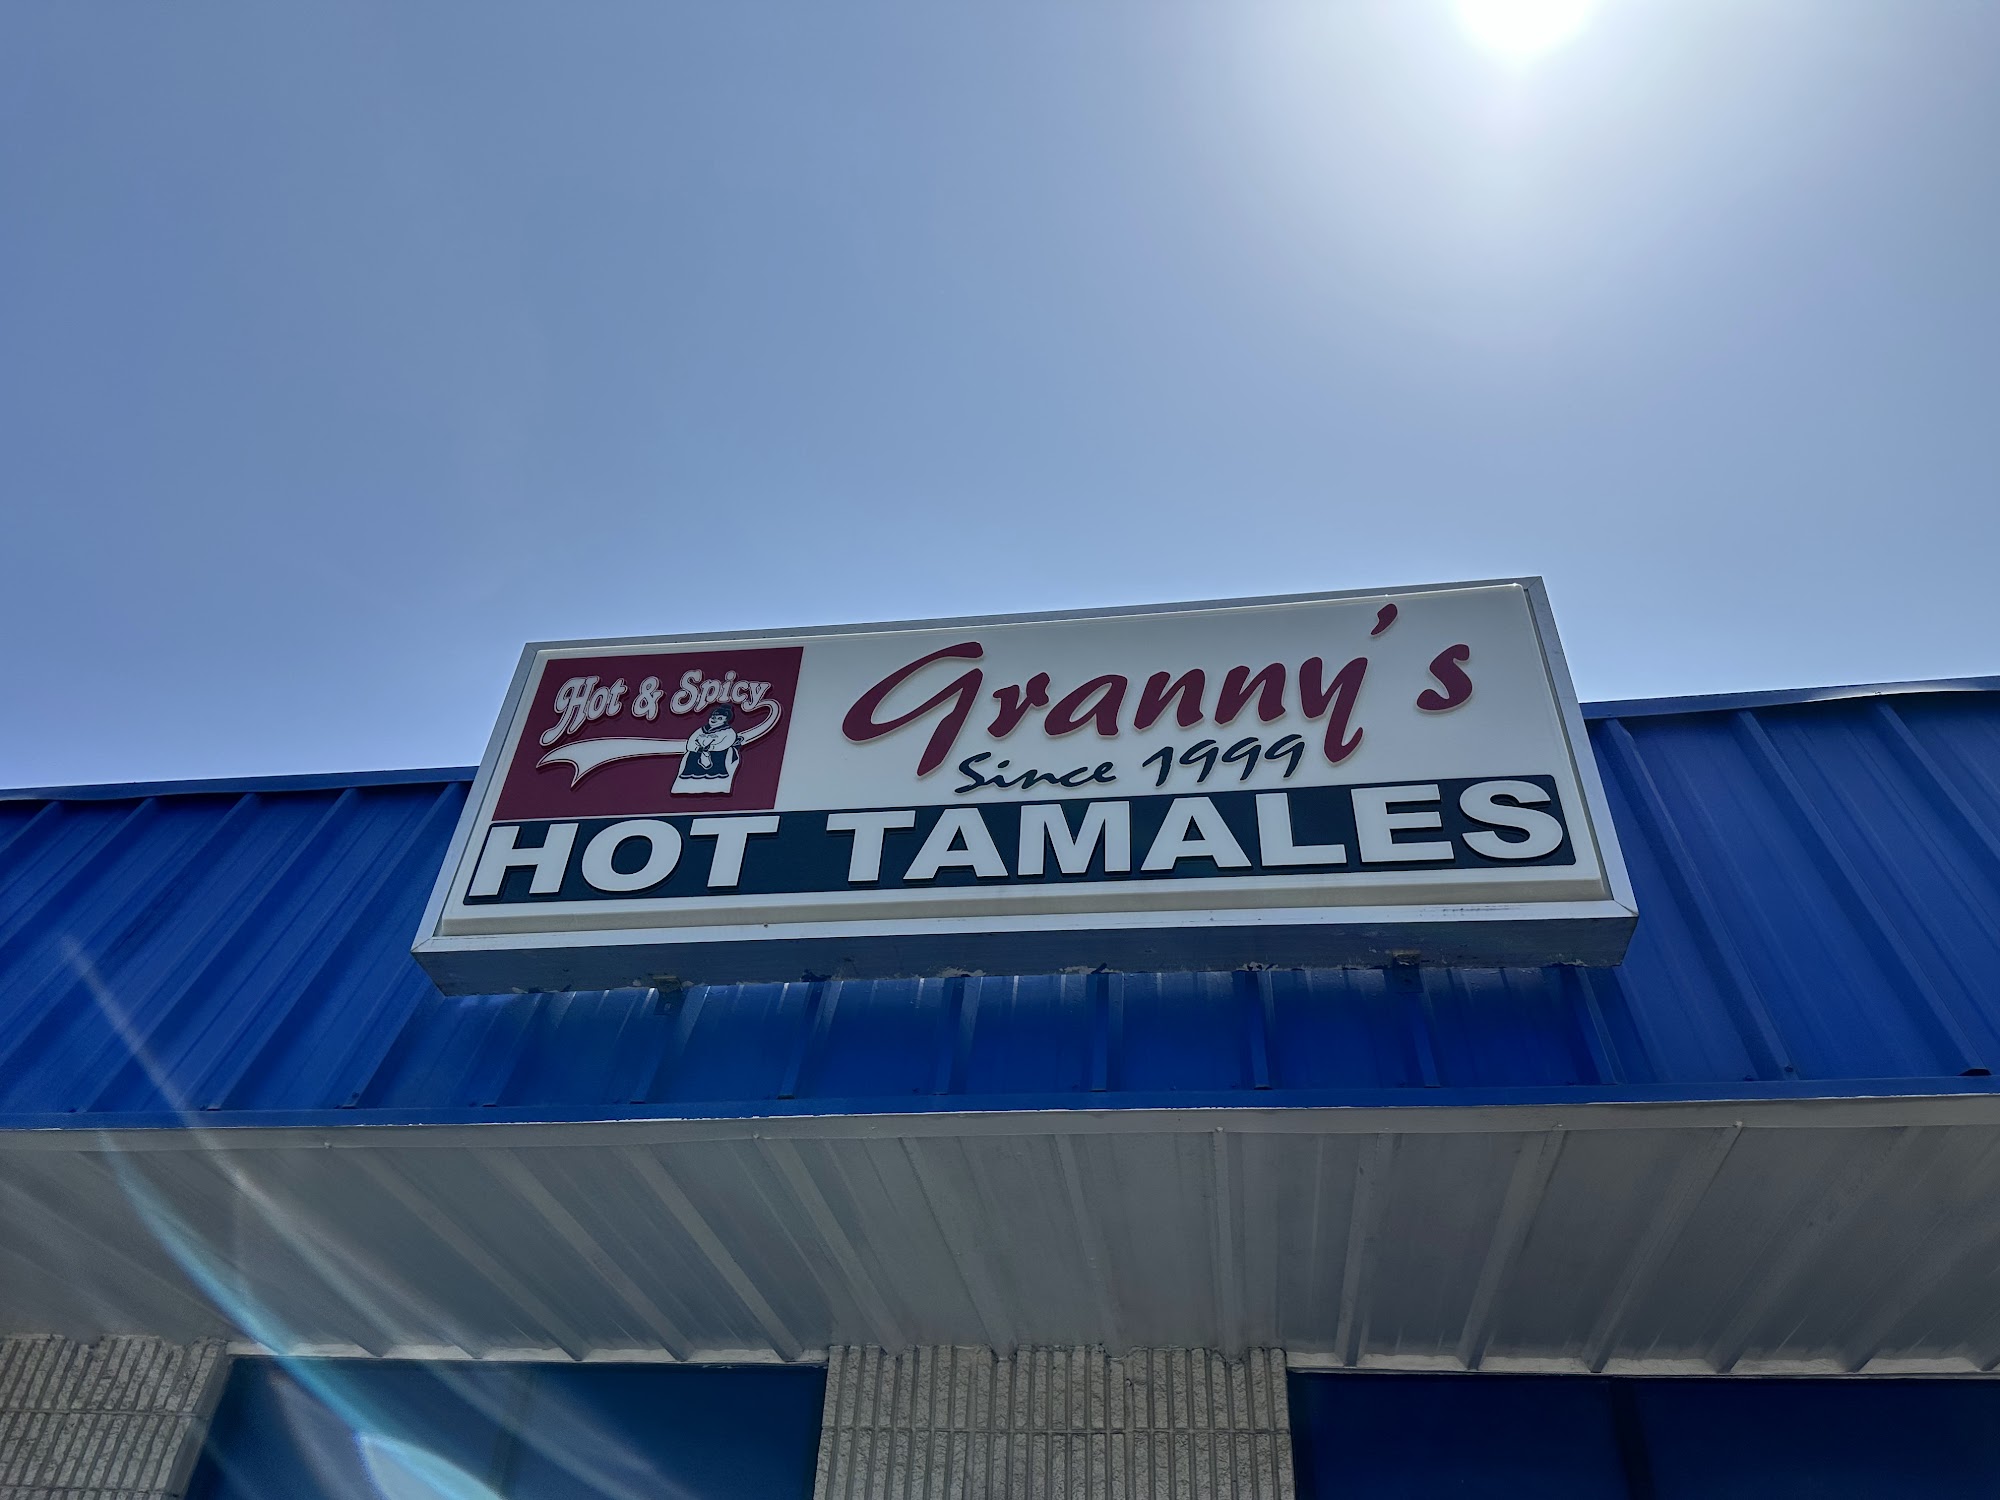 Hot & Spicy
Granny's
Since 1999
HOT TAMALES